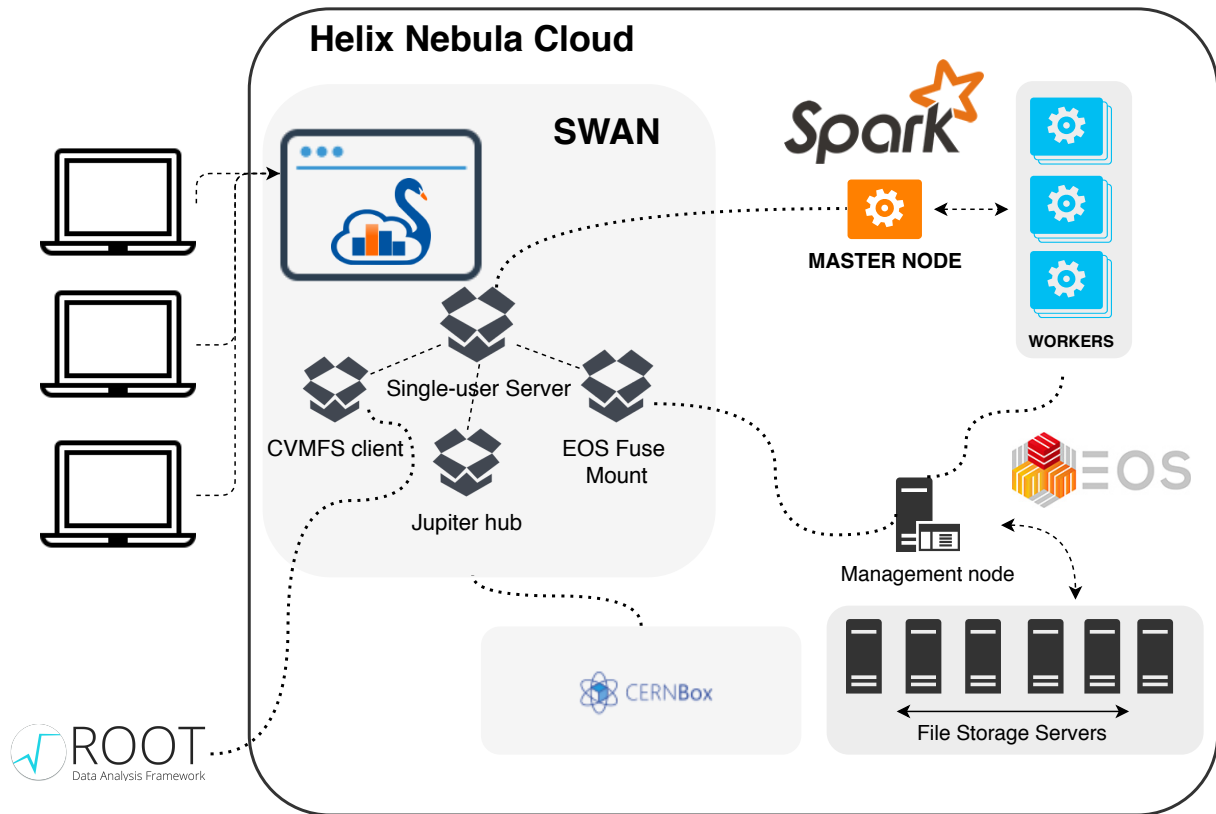 Helix Nebula Cloud
SWAN
Spark
MASTER NODE
WORKERS
Single-user Server
CVMFS client
EOS Fuse
Mount
Jupiter hub
EOS
Management node
CERNBox
File Storage Servers
ROOT
Data Analysis Framework